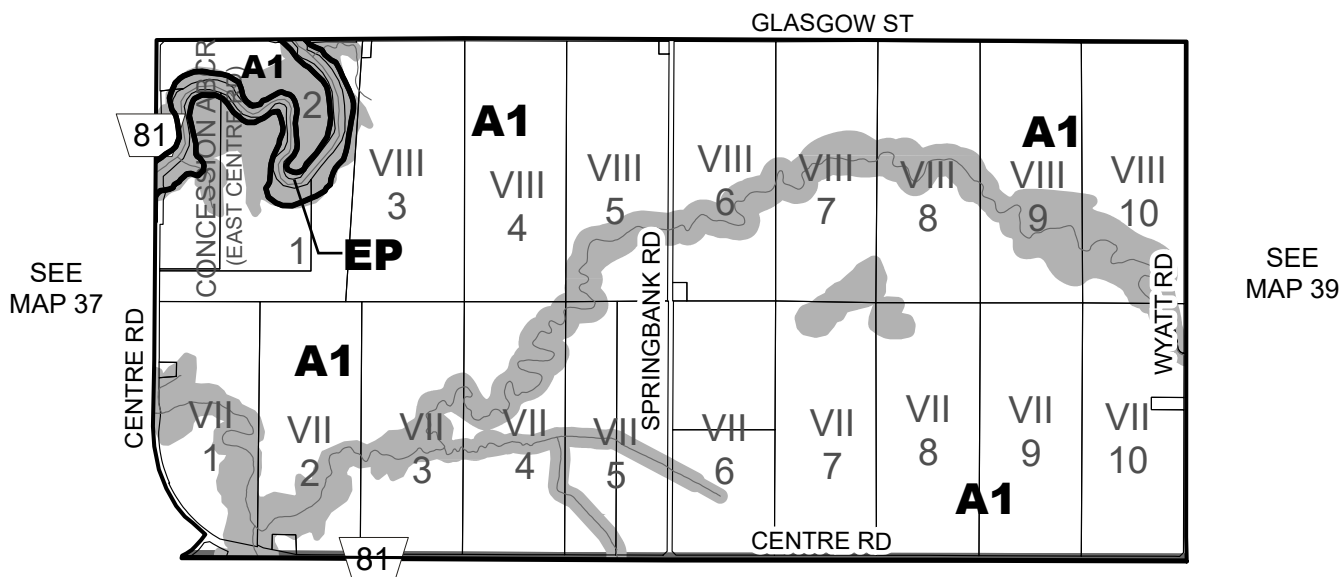 GLASGOW ST
A1
2
81
CONCESSION AB
(EAST CENTRE
1
EP
VIII
3
A1
VIII
4
VIII
5
VIII
6
VIII
7
VIII
8
A1
VIII
9
VIII
10
SEE
MAP 37
SEE
MAP 39
CENTRE RD
SPRINGBANK RD
WYATT RD
A1
VII
1
VII
2
VII
3
VII
4
VII
5
VII
6
VII
7
VII
8
VII
9
VII
10
A1
CENTRE RD
81